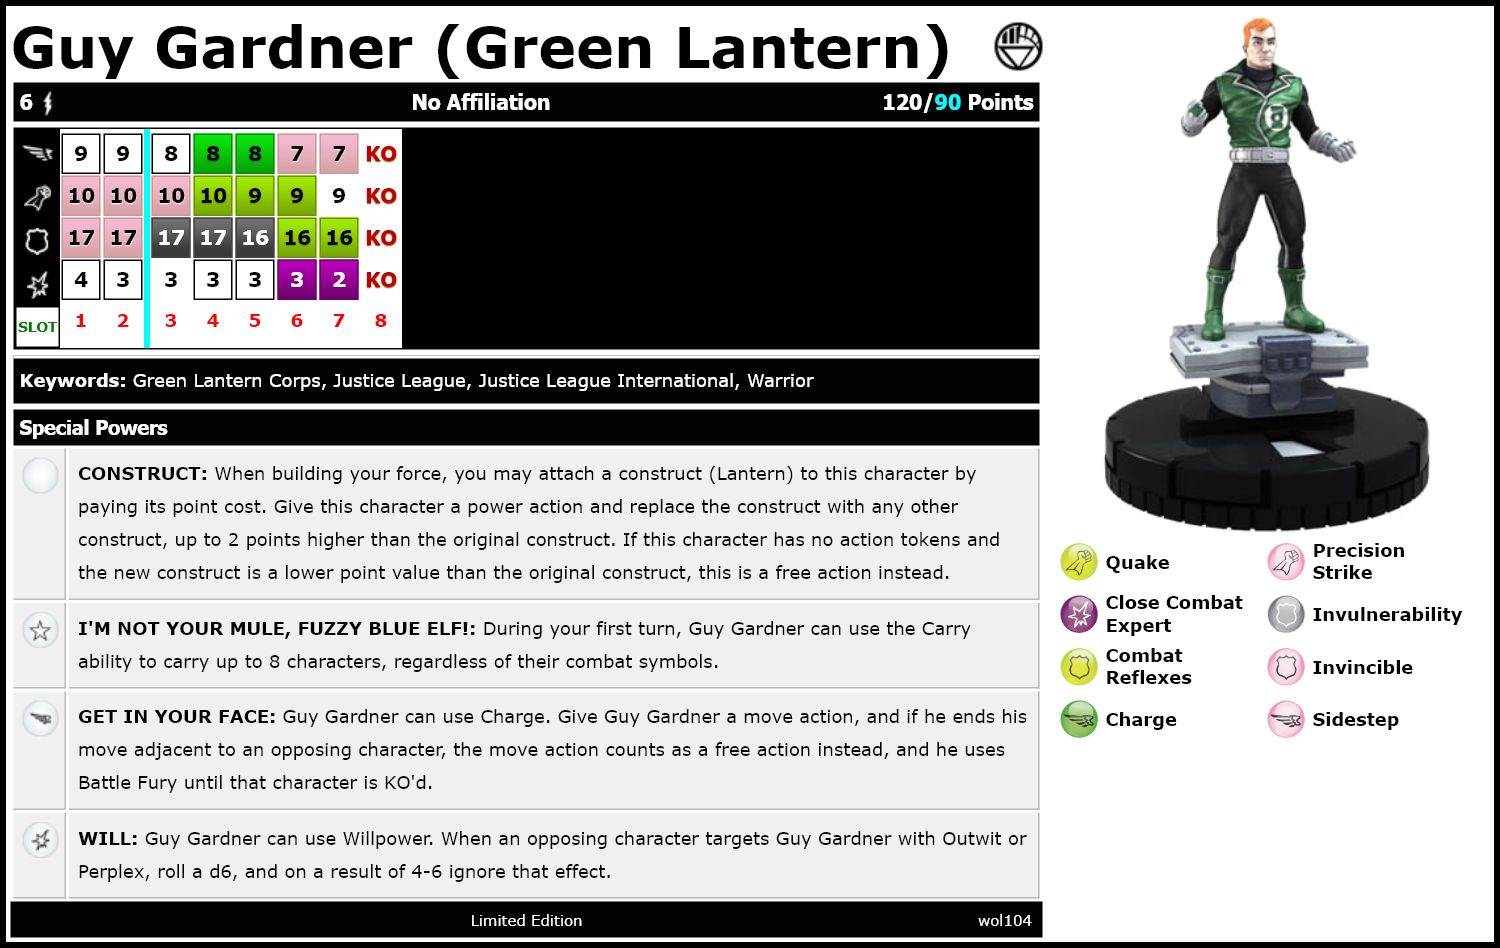 Guy Gardner (Green Lantern)
6 No Affiliation 120/90 Points
9 9 8 8 8 7 7 KO
10 10 10 10 9 9 9 KO
17 17 17 17 16 16 16 KO
4 3 3 3 3 3 2 KO
SLOT 1 2 3 4 5 6 7 8
Keywords: Green Lantern Corps, Justice League, Justice League International, Warrior
Special Powers
CONSTRUCT: When building your force, you may attach a construct (Lantern) to this character by
paying its point cost. Give this character a power action and replace the construct with any other
construct, up to 2 points higher than the original construct. If this character has no action tokens and
the new construct is a lower point value than the original construct, this is a free action instead.
I'M NOT YOUR MULE, FUZZY BLUE ELF!: During your first turn, Guy Gardner can use the Carry
ability to carry up to 8 characters, regardless of their combat symbols.
GET IN YOUR FACE: Guy Gardner can use Charge. Give Guy Gardner a move action, and if he ends his
move adjacent to an opposing character, the move action counts as a free action instead, and he uses
Battle Fury until that character is KO'd.
WILL: Guy Gardner can use Willpower. When an opposing character targets Guy Gardner with Outwit or
Perplex, roll a d6, and on a result of 4-6 ignore that effect.
Limited Edition wol104
Quake
Precision
Strike
Close Combat
Expert
Invulnerability
Combat
Reflexes
Invincible
Charge
Sidestep